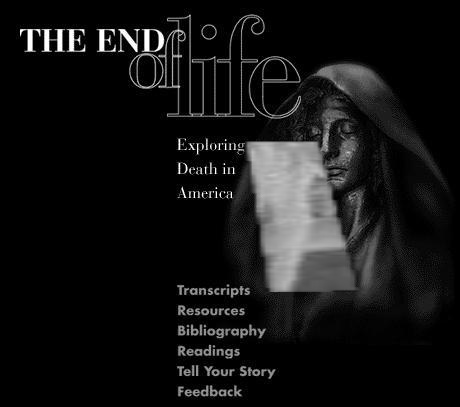 THE END
of life
Exploring
Death in
America
Transcripts
Resources
Bibliography
Readings
Tell Your Story
Feedback